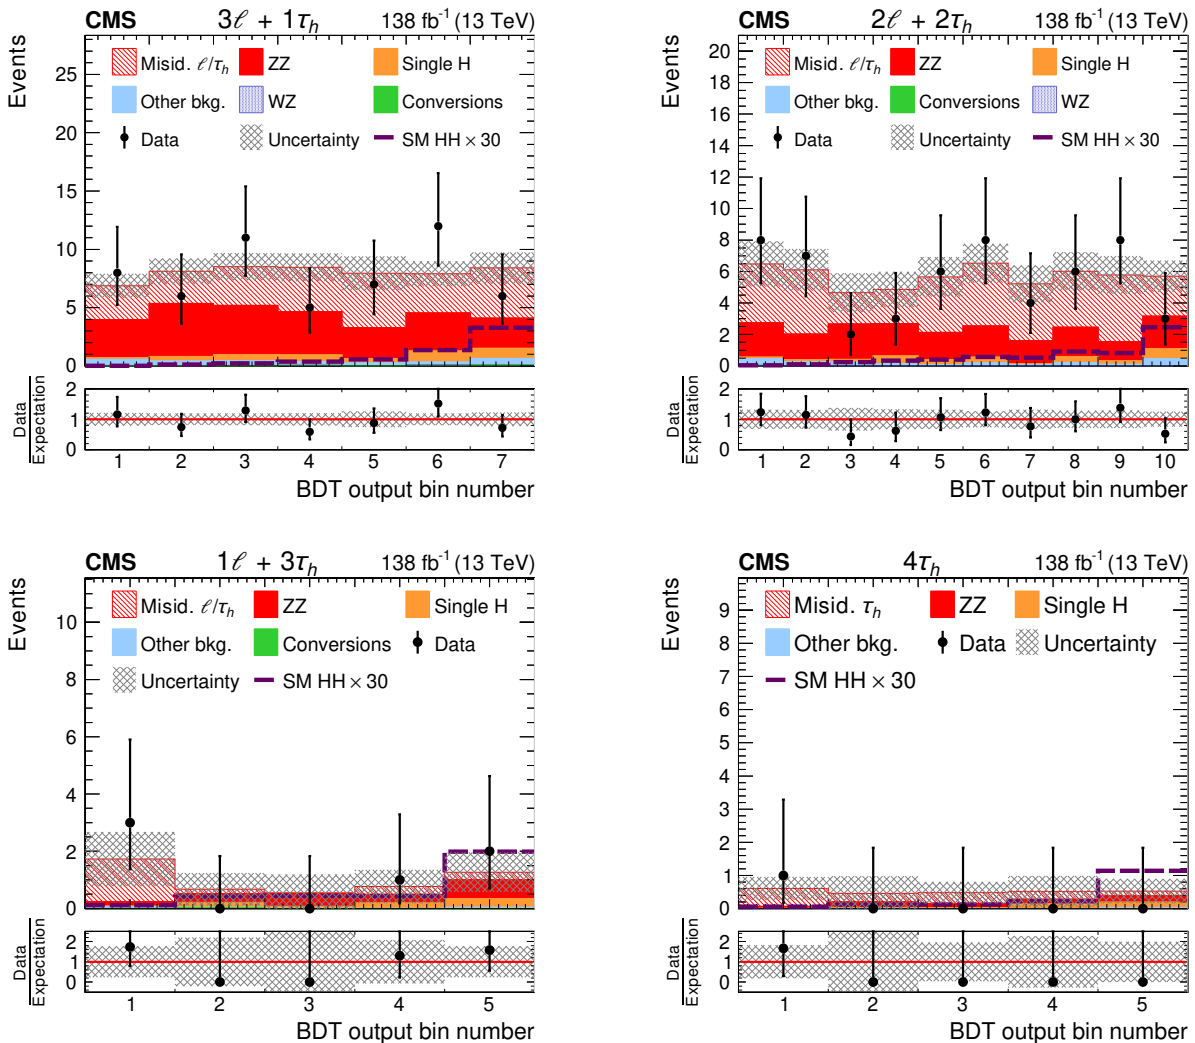 CMS 3ℓ + 1τh 138 fb-1 (13 TeV)
Events
Misid. ℓ/τh ZZ Single H
Other bkg. WZ Conversions
Data Uncertainty SM HH × 30
25
20
15
10
5
0
Data
Expectation
2
1
0
1 2 3 4 5 6 7
BDT output bin number
CMS 2ℓ + 2τh 138 fb-1 (13 TeV)
Events
Misid. ℓ/τh ZZ Single H
Other bkg. Conversions WZ
Data Uncertainty SM HH × 30
20
18
16
14
12
10
8
6
4
2
0
Data
Expectation
2
1
0
1 2 3 4 5 6 7 8 9 10
BDT output bin number
CMS 1ℓ + 3τh 138 fb-1 (13 TeV)
Events
Misid. ℓ/τh ZZ Single H
Other bkg. Conversions Data
Uncertainty SM HH × 30
10
8
6
4
2
0
Data
Expectation
2
1
0
1 2 3 4 5
BDT output bin number
CMS 4τh 138 fb-1 (13 TeV)
Events
Misid. τh ZZ Single H
Other bkg. Data Uncertainty
SM HH × 30
9
8
7
6
5
4
3
2
1
0
Data
Expectation
2
1
0
1 2 3 4 5
BDT output bin number